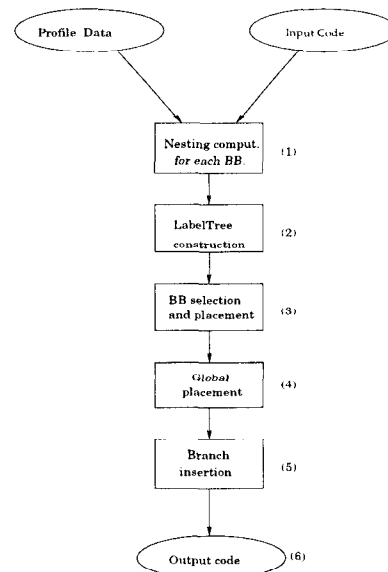 Profile Data
Input Code
Nesting comput.
for each BB.
(1)
LabelTree
construction
(2)
BB selection
and placement
(3)
Global
placement
(4)
Branch
insertion
(5)
Output code
(6)